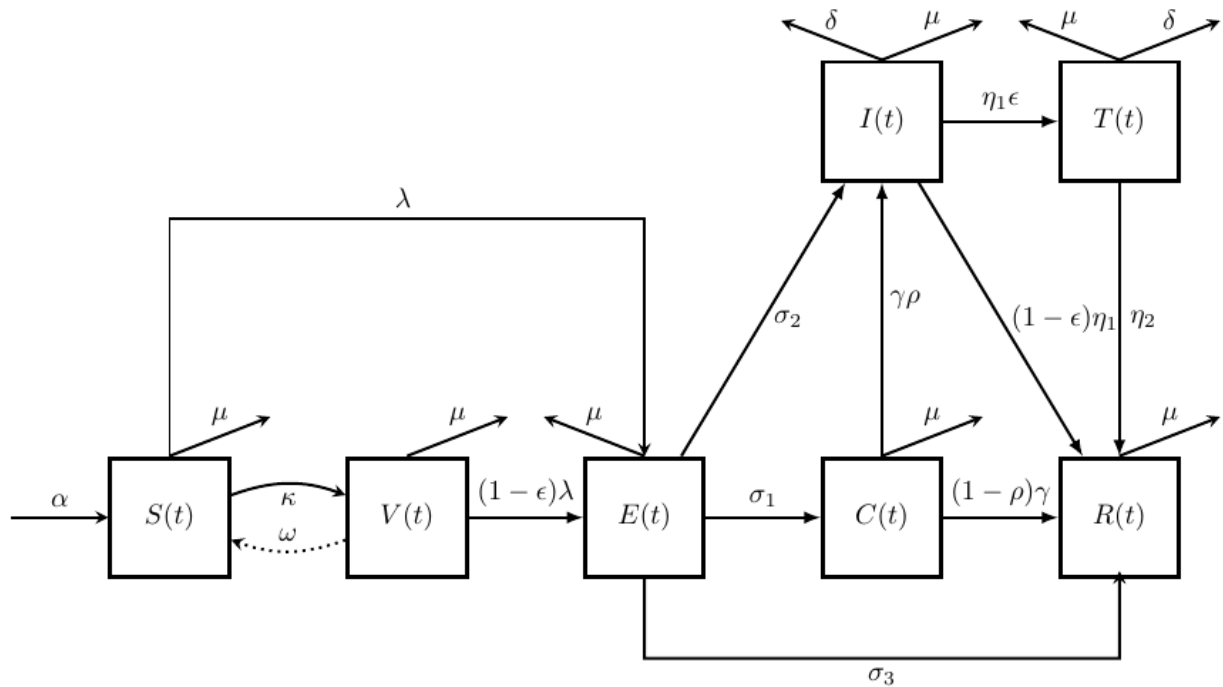 δ μ μ δ
I(t) η₁ϵ T(t)
λ
σ₂ γρ (1 − ϵ)η₁ η₂
μ μ μ μ μ
α S(t) κ ω V(t) (1 − ϵ)λ E(t) σ₁ C(t) (1 − ρ)γ R(t)
σ₃